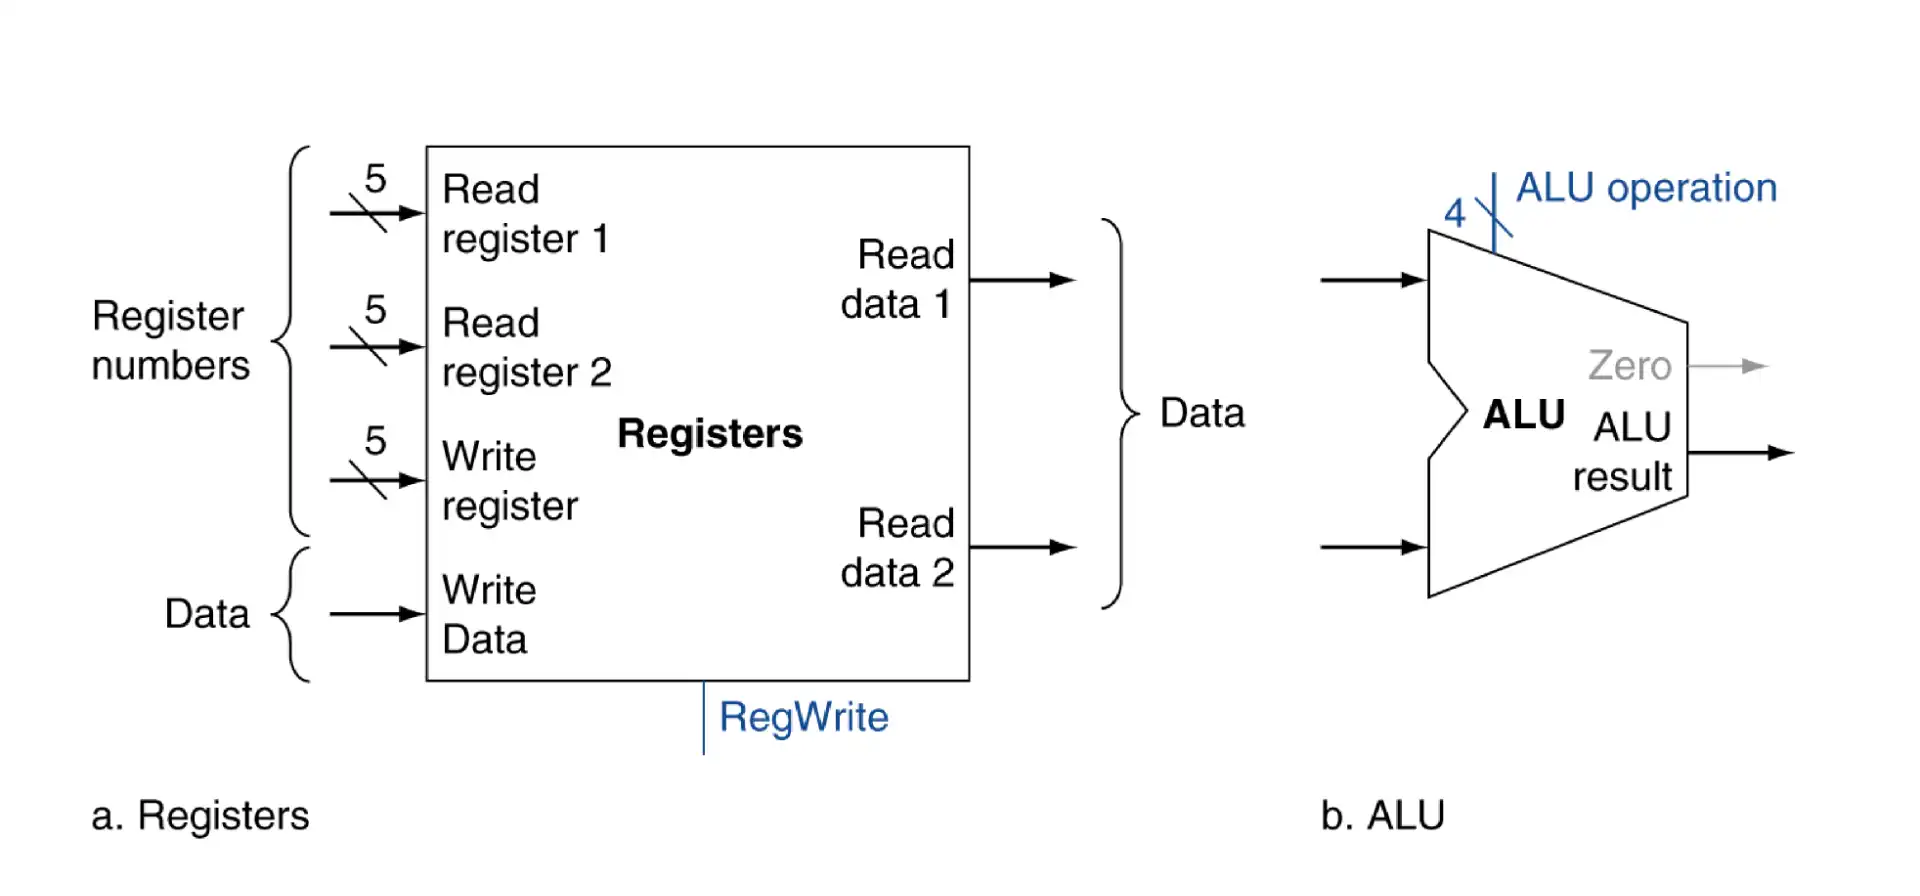 5
Read
register 1
5
Read
register 2
5
Write
register
Register
numbers
Data
Write
Data
Registers
Read
data 1
Read
data 2
Data
RegWrite
a. Registers
4
ALU operation
Zero
ALU
ALU
result
b. ALU